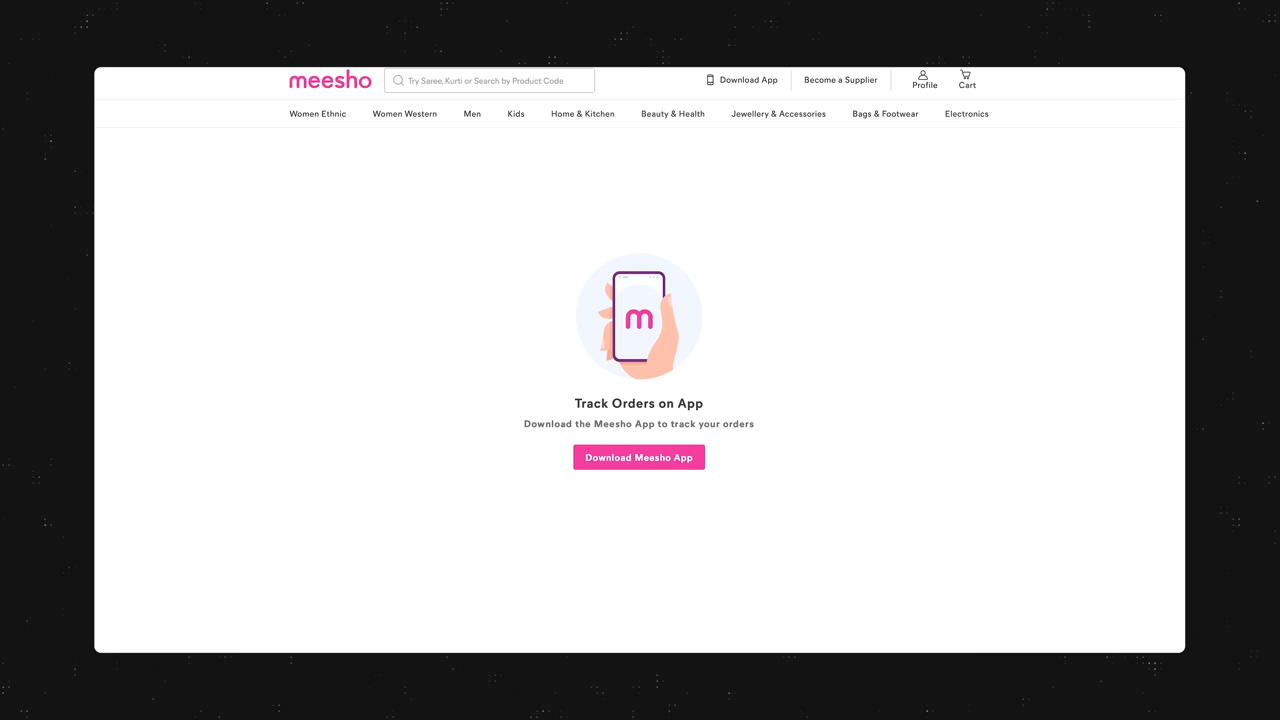 meesho
Try Saree, Kurti or Search by Product Code
Download App
Become a Supplier
Profile
Cart
Women Ethnic
Women Western
Men
Kids
Home & Kitchen
Beauty & Health
Jewellery & Accessories
Bags & Footwear
Electronics
m
Track Orders on App
Download the Meesho App to track your orders
Download Meesho App